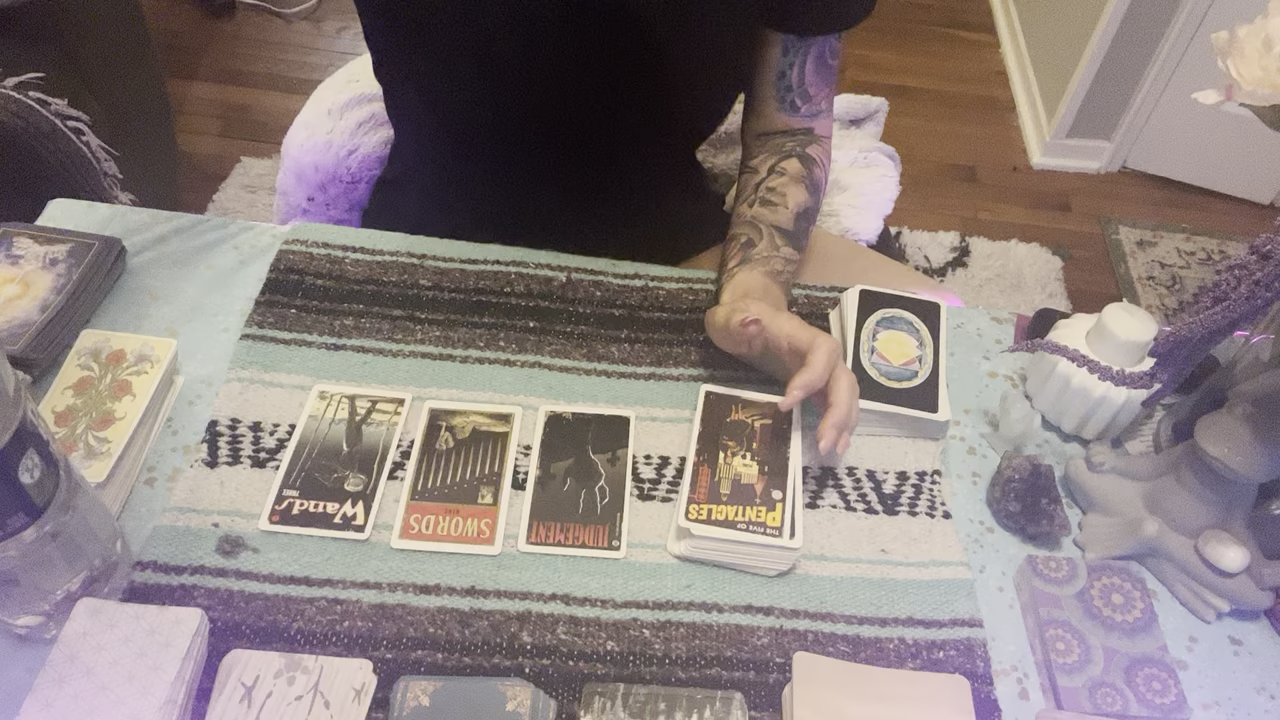 Wands
THREE
SWORDS
NINE
JUDGEMENT
THE FIVE OF
PENTACLES